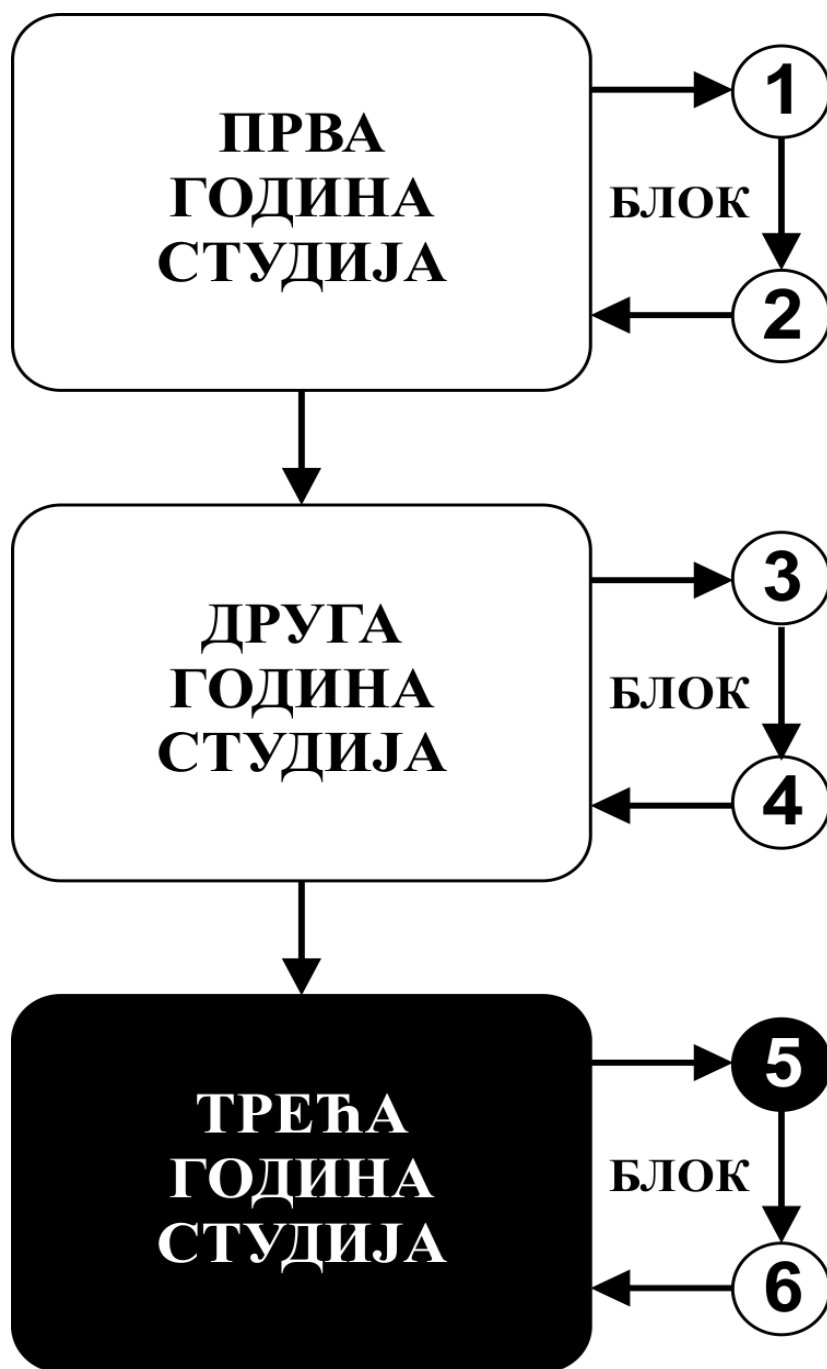 ПРВА
ГОДИНА
СТУДИЈА
1
БЛОК
2
ДРУГА
ГОДИНА
СТУДИЈА
3
БЛОК
4
ТРЕЋА
ГОДИНА
СТУДИЈА
5
БЛОК
6